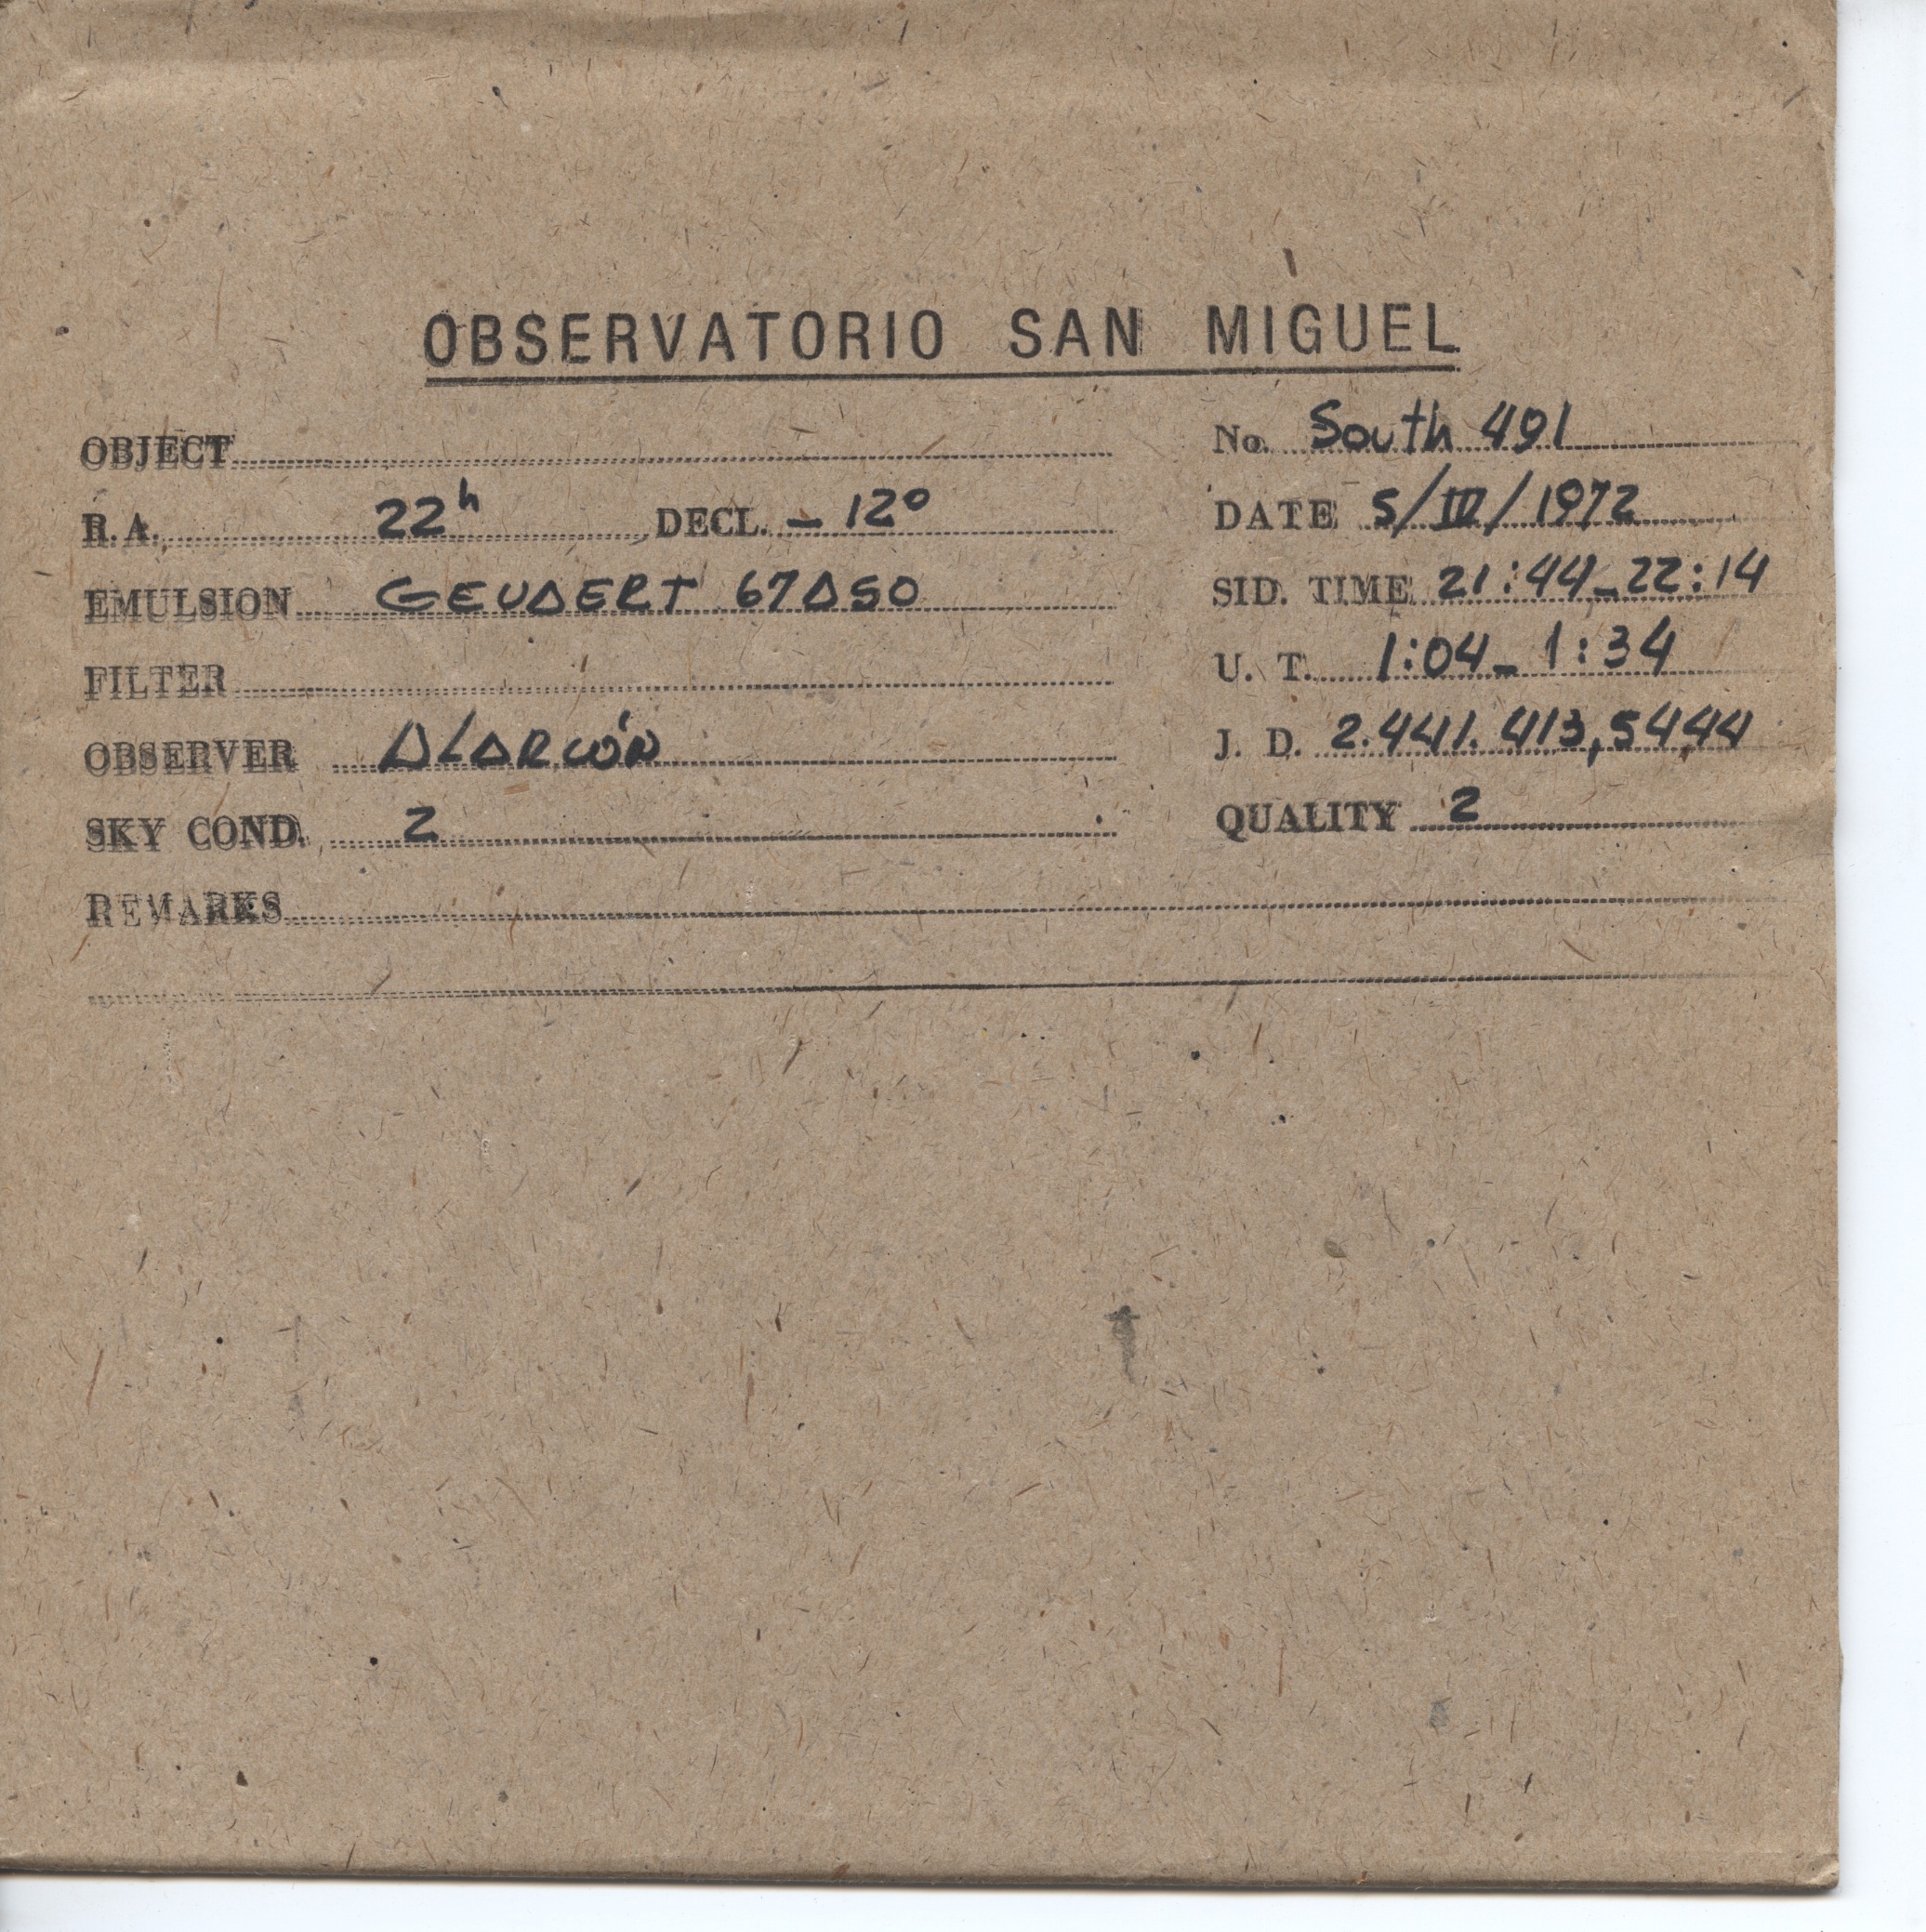 OBSERVATORIO SAN MIGUEL
OBJECT No. South 491
R.A. 22h DECL. - 12° DATE 5/IV/1972
EMULSION GEVAERT 67A50 SID. TIME 21:44-22:14
FILTER U. T. 1:04-1:34
OBSERVER ALARCÓN J. D. 2.441.413,5444
SKY COND. 2 QUALITY 2
REMARKS